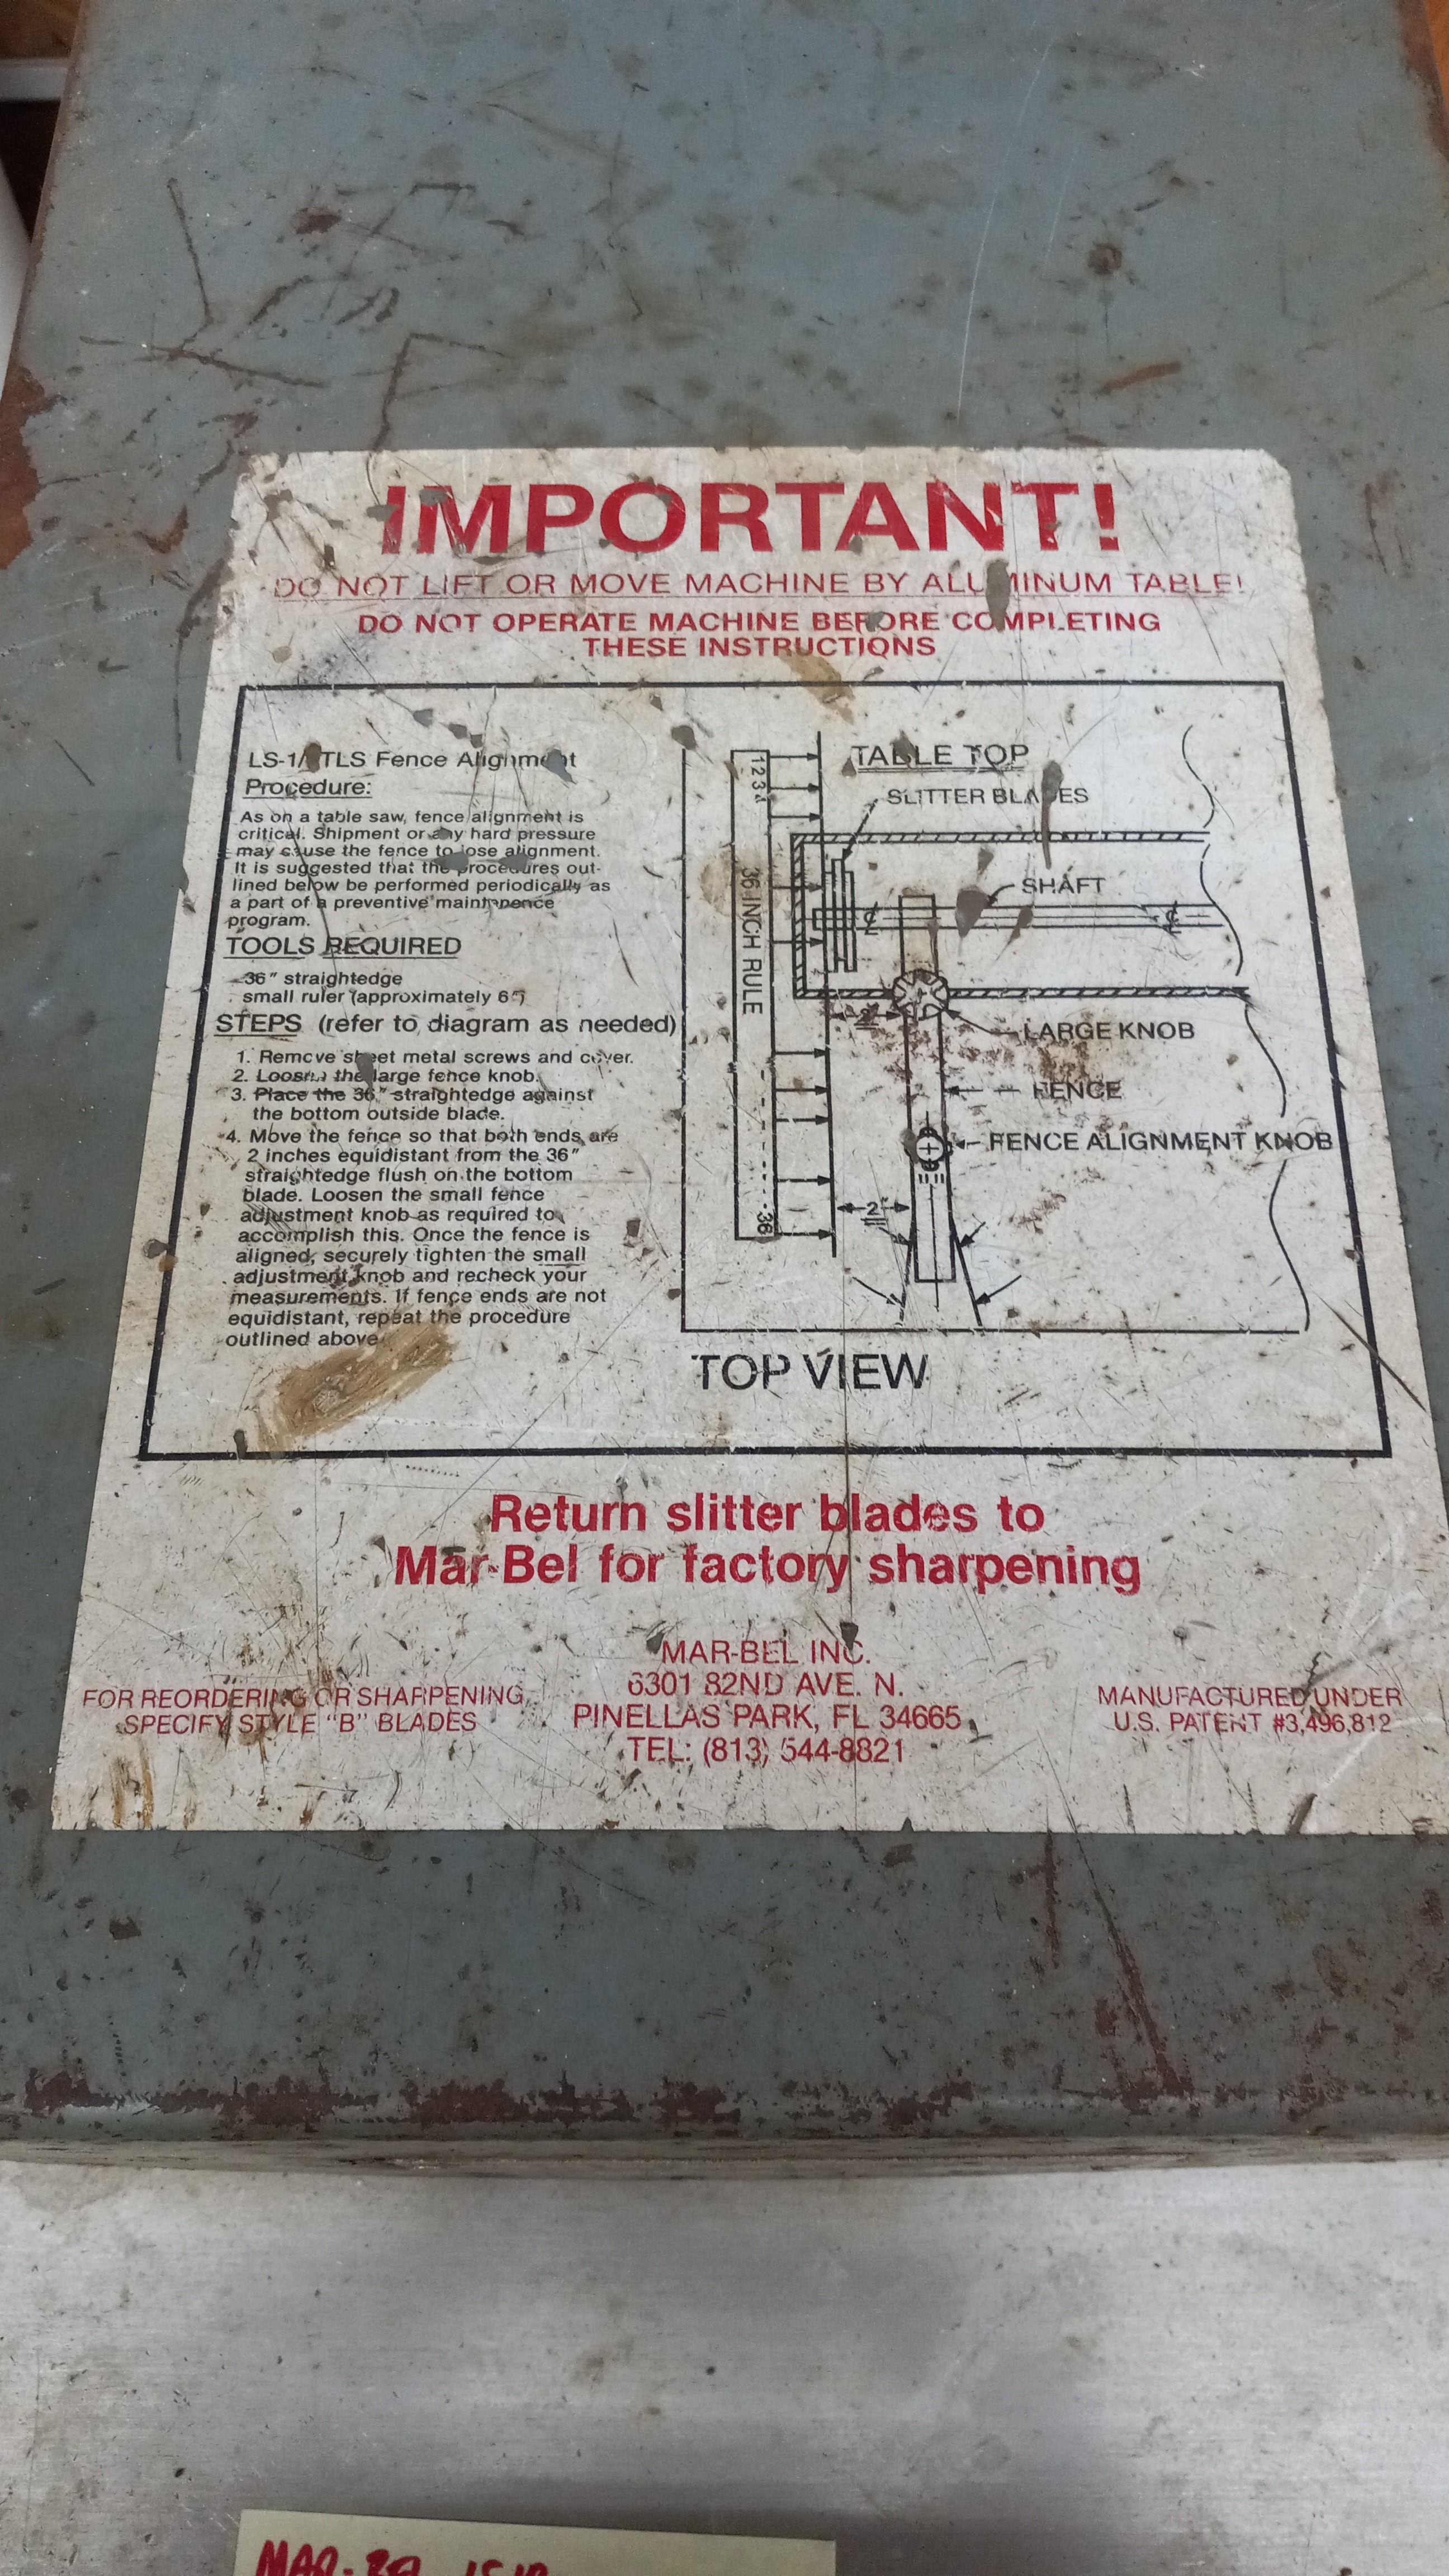 IMPORTANT!
DO NOT LIFT OR MOVE MACHINE BY ALUMINUM TABLE!
DO NOT OPERATE MACHINE BEFORE COMPLETING
THESE INSTRUCTIONS
TLS Fence Alignment
Procedure:
As on a table saw, fence alignment is
critical. Shipment or any hard pressure
may cause the fence to lose alignment.
It is suggested that the procedures out-
lined below be performed periodically as
a part of a preventive maintenence
program.
TOOLS REQUIRED
36" straightedge
small ruler (approximately 6")
STEPS (refer to diagram as needed)
1. Remove sheet metal screws and cover.
2. Loosen the large fence knob.
3. Place the 36" straightedge against
the bottom outside blade.
4. Move the fence so that both ends are
2 inches equidistant from the 36"
straightedge flush on the bottom
blade. Loosen the small fence
adjustment knob as required to
accomplish this. Once the fence is
aligned, securely tighten the small
adjustment knob and recheck your
measurements. If fence ends are not
equidistant, repeat the procedure
outlined above
TABLE TOP
SLITTER BLADES
SHAFT
LARGE KNOB
FENCE
FENCE ALIGNMENT KNOB
1 2 3 4
36 INCH RULE
36
2"
2"
TOP VIEW
Return slitter blades to
Mar-Bel for factory sharpening
FOR REORDERING OR SHARPENING,
SPECIFY STYLE "B" BLADES
MAR-BEL INC.
6301 82ND AVE. N.
PINELLAS PARK, FL 34665
TEL: (813) 544-8821
MANUFACTURED UNDER
U.S. PATENT #3,496,812
MAR-BEL